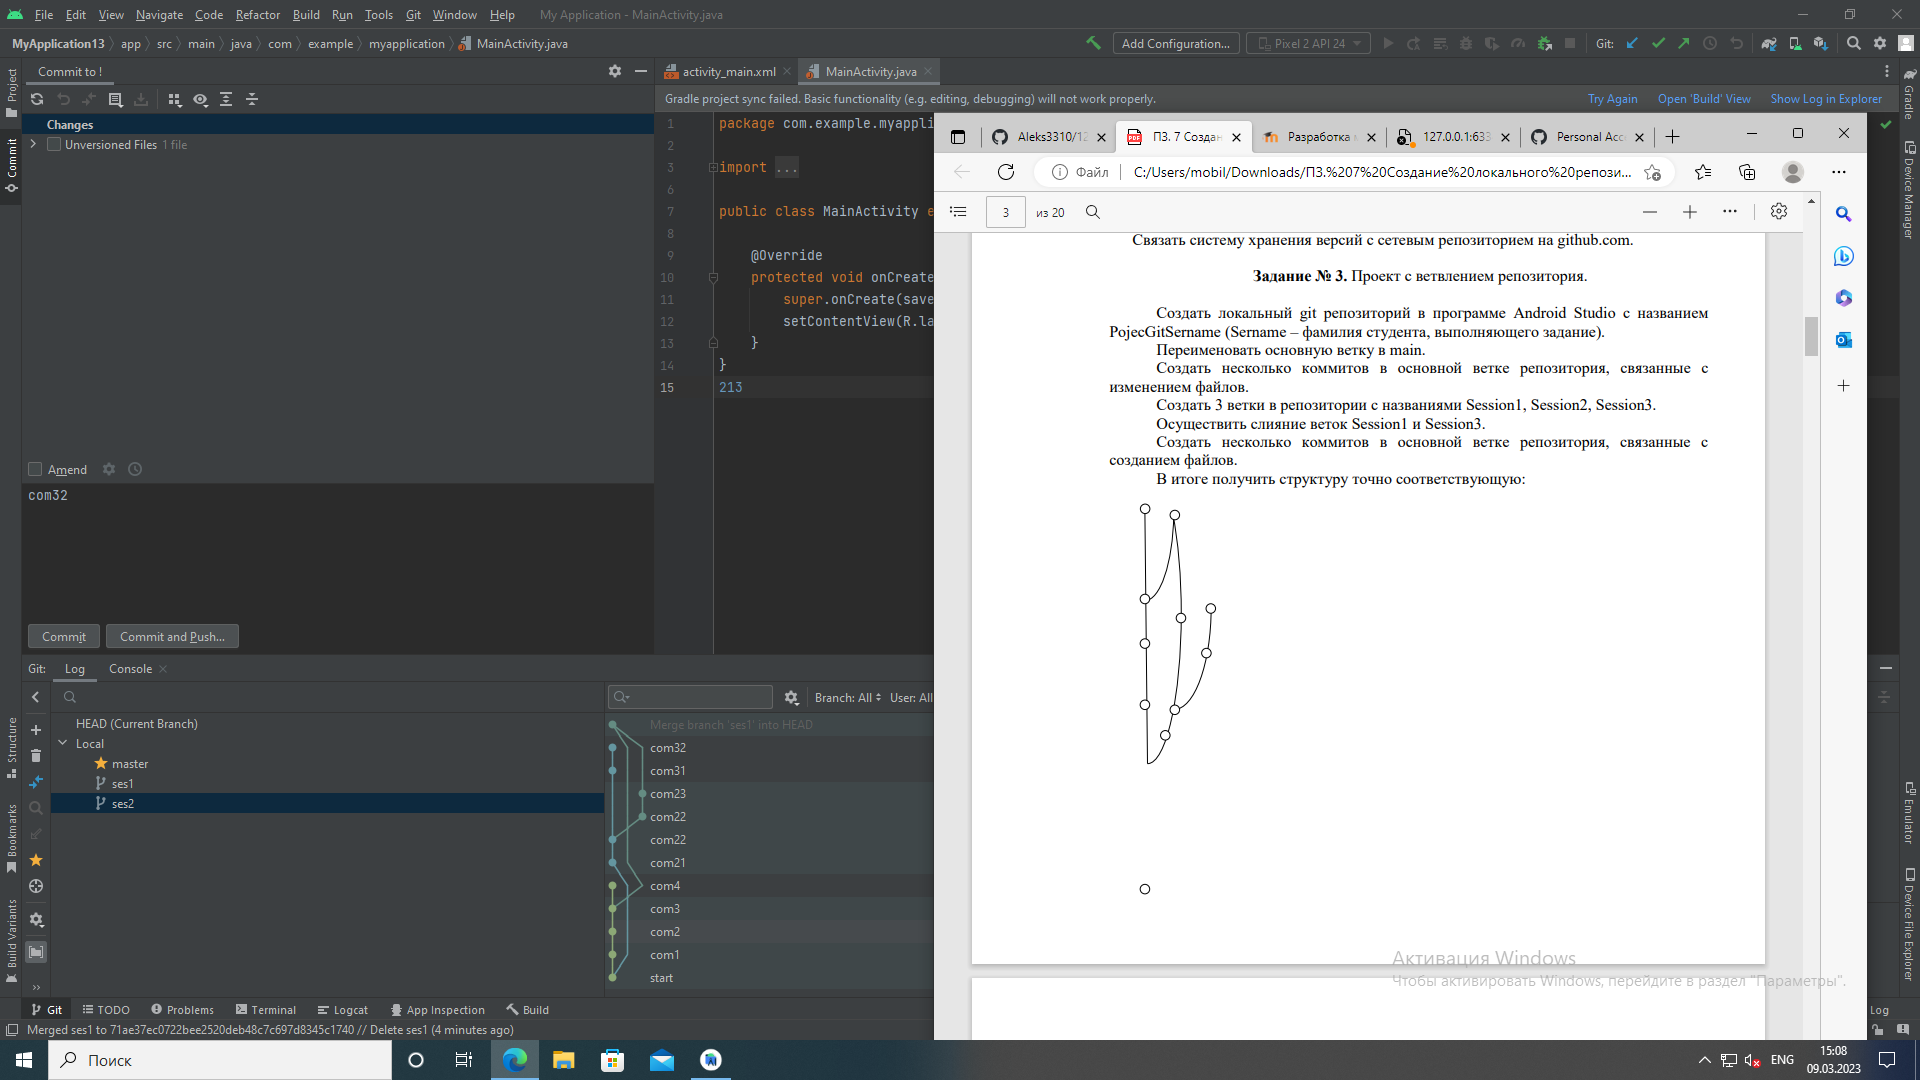 File Edit View Navigate Code Refactor Build Run Tools Git Window Help My Application - MainActivity.java
MyApplication13 app src main java com example myapplication MainActivity.java
Add Configuration... Pixel 2 API 24 Git:
Project
Commit
Structure
Bookmarks
Build Variants
Commit to !
Changes
Unversioned Files 1 file
Amend
com32
Commit Commit and Push...
activity_main.xml MainActivity.java
Gradle project sync failed. Basic functionality (e.g. editing, debugging) will not work properly. Try Again Open 'Build' View Show Log in Explorer
1 package com.example.myappli
2
3 import ...
6
7 public class MainActivity e
8
9 @Override
10 protected void onCreate
11 super.onCreate(save
12 setContentView(R.la
13 }
14 }
15 213
Gradle
Device Manager
Emulator
Device File Explorer
Git: Log Console
HEAD (Current Branch)
Local
master
ses1
ses2
Branch: All User: All
Merge branch 'ses1' into HEAD
com32
com31
com23
com22
com22
com21
com4
com3
com2
com1
start
Aleks3310/12 ПЗ. 7 Создан Разработка 127.0.0.1:633 Personal Acc
Файл C:/Users/mobil/Downloads/ПЗ.%207%20Создание%20локального%20репози...
3 из 20
Связать систему хранения версий с сетевым репозиторием на github.com.
Задание № 3. Проект с ветвлением репозитория.
Создать локальный git репозиторий в программе Android Studio с названием
PojecGitSername (Sername – фамилия студента, выполняющего задание).
Переименовать основную ветку в main.
Создать несколько коммитов в основной ветке репозитория, связанные с
изменением файлов.
Создать 3 ветки в репозитории с названиями Session1, Session2, Session3.
Осуществить слияние веток Session1 и Session3.
Создать несколько коммитов в основной ветке репозитория, связанные с
созданием файлов.
В итоге получить структуру точно соответствующую:
Активация Windows
Чтобы активировать Windows, перейдите в раздел "Параметры".
Git TODO Problems Terminal Logcat App Inspection Build
Log
Merged ses1 to 71ae37ec0722bee2520deb48c7c697d8345c1740 // Delete ses1 (4 minutes ago)
Поиск
ENG
15:08
09.03.2023